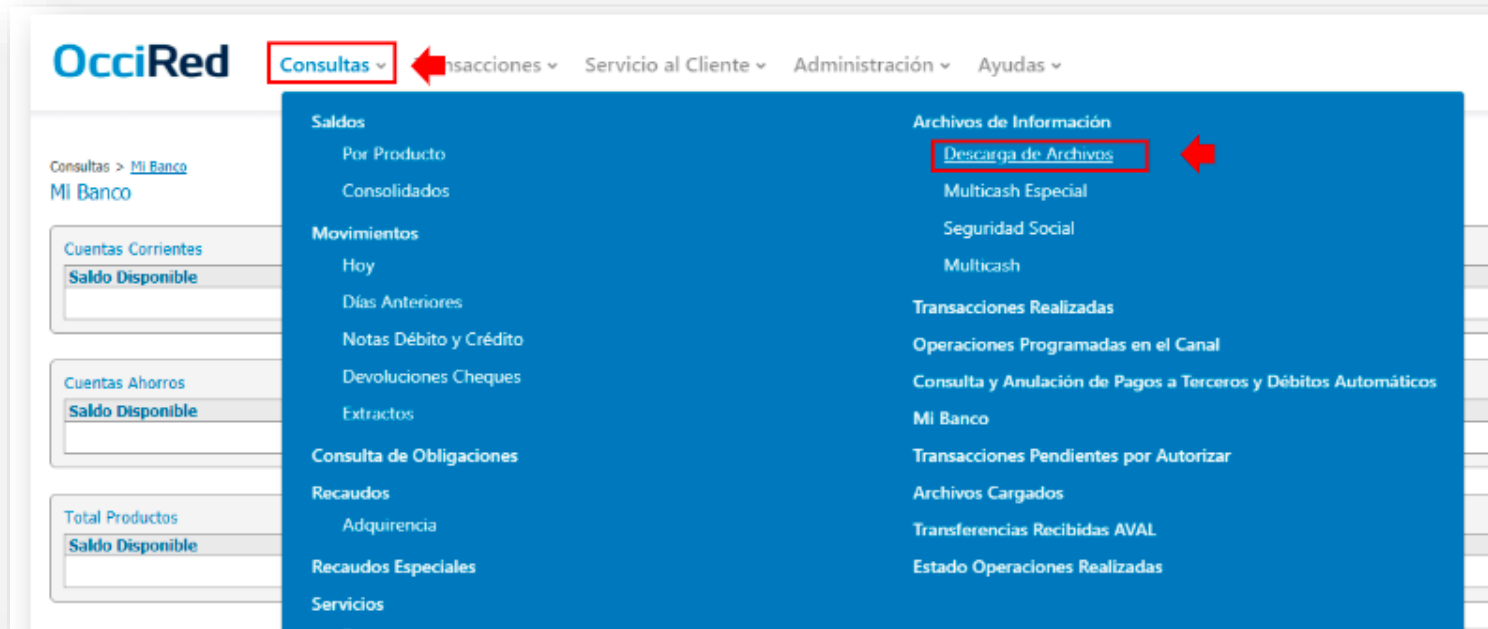 OcciRed
Consultas
nsacciones
Servicio al Cliente
Administración
Ayudas
Consultas > Mi Banco
Mi Banco
Cuentas Corrientes
Saldo Disponible
Cuentas Ahorros
Saldo Disponible
Total Productos
Saldo Disponible
Saldos
Por Producto
Consolidados
Movimientos
Hoy
Días Anteriores
Notas Débito y Crédito
Devoluciones Cheques
Extractos
Consulta de Obligaciones
Recaudos
Adquirencia
Recaudos Especiales
Servicios
Archivos de Información
Descarga de Archivos
Multicash Especial
Seguridad Social
Multicash
Transacciones Realizadas
Operaciones Programadas en el Canal
Consulta y Anulación de Pagos a Terceros y Débitos Automáticos
Mi Banco
Transacciones Pendientes por Autorizar
Archivos Cargados
Transferencias Recibidas AVAL
Estado Operaciones Realizadas